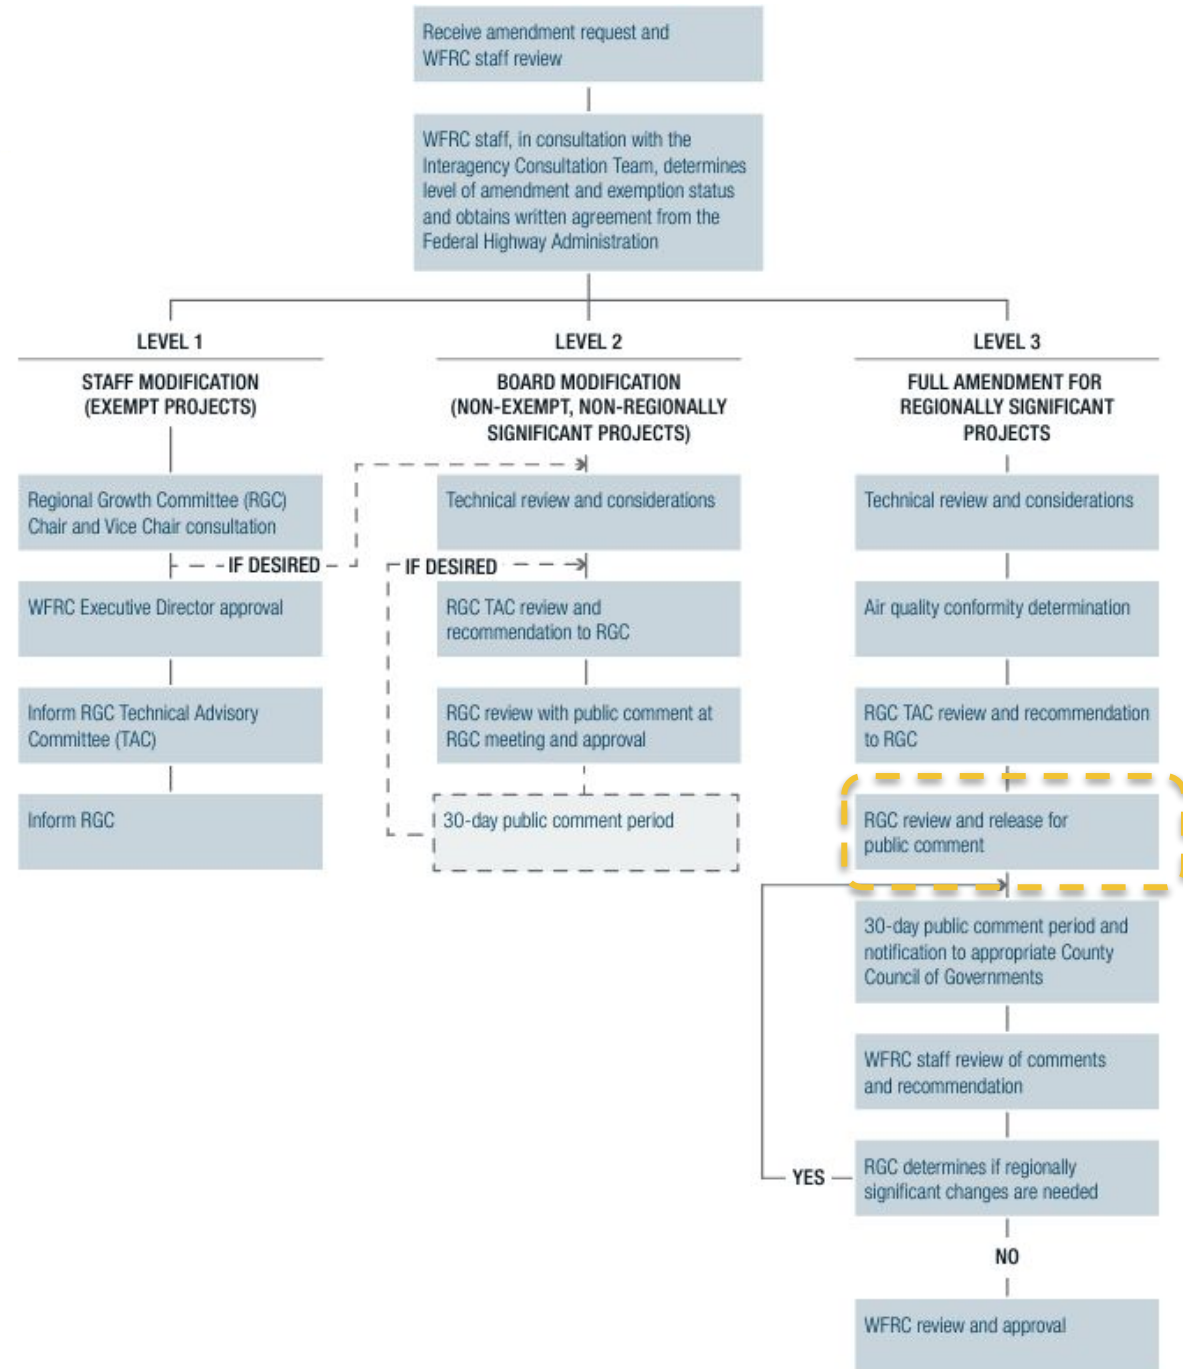 Receive amendment request and
WFRC staff review
WFRC staff, in consultation with the
Interagency Consultation Team, determines
level of amendment and exemption status
and obtains written agreement from the
Federal Highway Administration
LEVEL 1
STAFF MODIFICATION
(EXEMPT PROJECTS)
Regional Growth Committee (RGC)
Chair and Vice Chair consultation
IF DESIRED
WFRC Executive Director approval
Inform RGC Technical Advisory
Committee (TAC)
Inform RGC
LEVEL 2
BOARD MODIFICATION
(NON-EXEMPT, NON-REGIONALLY
SIGNIFICANT PROJECTS)
Technical review and considerations
IF DESIRED
RGC TAC review and
recommendation to RGC
RGC review with public comment at
RGC meeting and approval
30-day public comment period
LEVEL 3
FULL AMENDMENT FOR
REGIONALLY SIGNIFICANT
PROJECTS
Technical review and considerations
Air quality conformity determination
RGC TAC review and recommendation
to RGC
RGC review and release for
public comment
30-day public comment period and
notification to appropriate County
Council of Governments
WFRC staff review of comments
and recommendation
RGC determines if regionally
significant changes are needed
YES
NO
WFRC review and approval